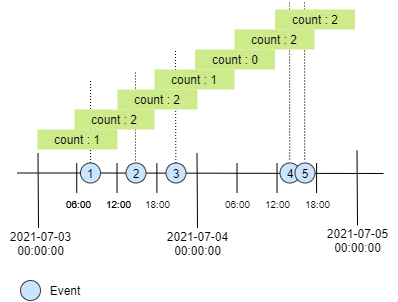 count : 2
count : 2
count : 0
count : 1
count : 2
count : 2
count : 1
1 2 3 4 5
06:00 12:00 18:00 06:00 12:00 18:00
2021-07-03
00:00:00
2021-07-04
00:00:00
2021-07-05
00:00:00
Event